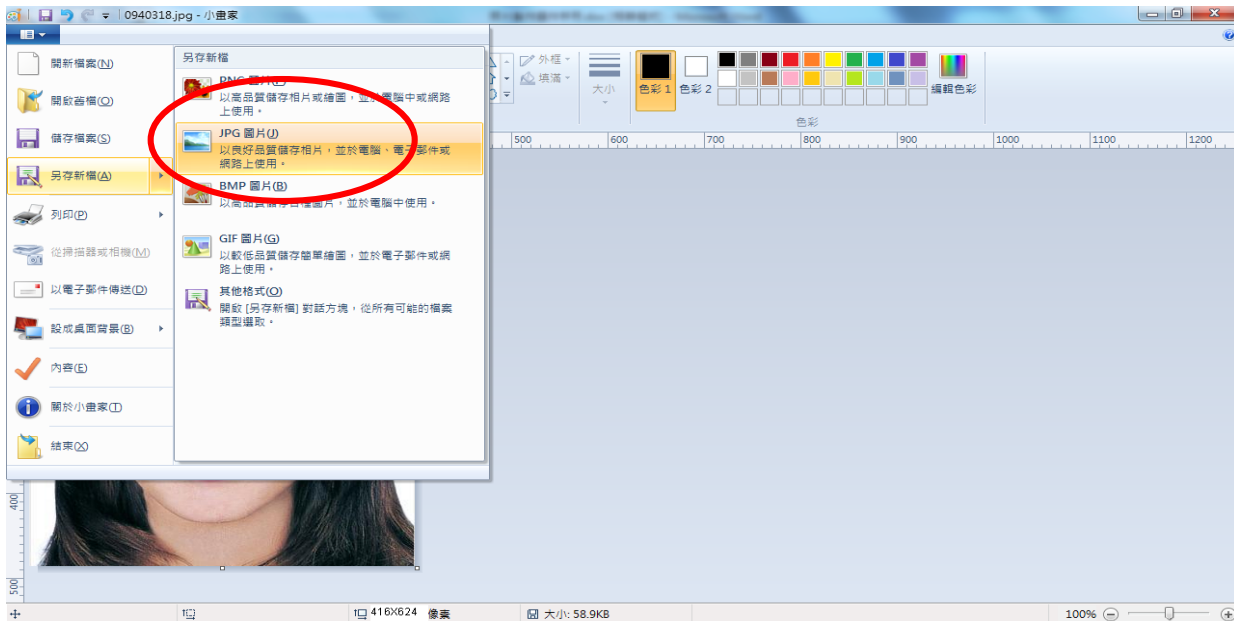 0940318.jpg - 小畫家
開新檔案(N)
開啟舊檔(O)
儲存檔案(S)
另存新檔(A)
列印(P)
從掃描器或相機(M)
以電子郵件傳送(D)
設成桌面背景(B)
內容(E)
關於小畫家(T)
結束(X)
另存新檔
PNG 圖片(P)
以高品質儲存相片或繪圖，並於電腦中或網路
上使用。
JPG 圖片(J)
以良好品質儲存相片，並於電腦、電子郵件或
網路上使用。
BMP 圖片(B)
以高品質儲存各種圖片，並於電腦中使用。
GIF 圖片(G)
以較低品質儲存簡單繪圖，並於電子郵件或網
路上使用。
其他格式(O)
開啟 [另存新檔] 對話方塊，從所有可能的檔案
類型選取。
外框
填滿
大小
色彩 1
色彩 2
編輯色彩
色彩
500 600 700 800 900 1000 1100 1200
400
500
416X624 像素
大小: 58.9KB
100%